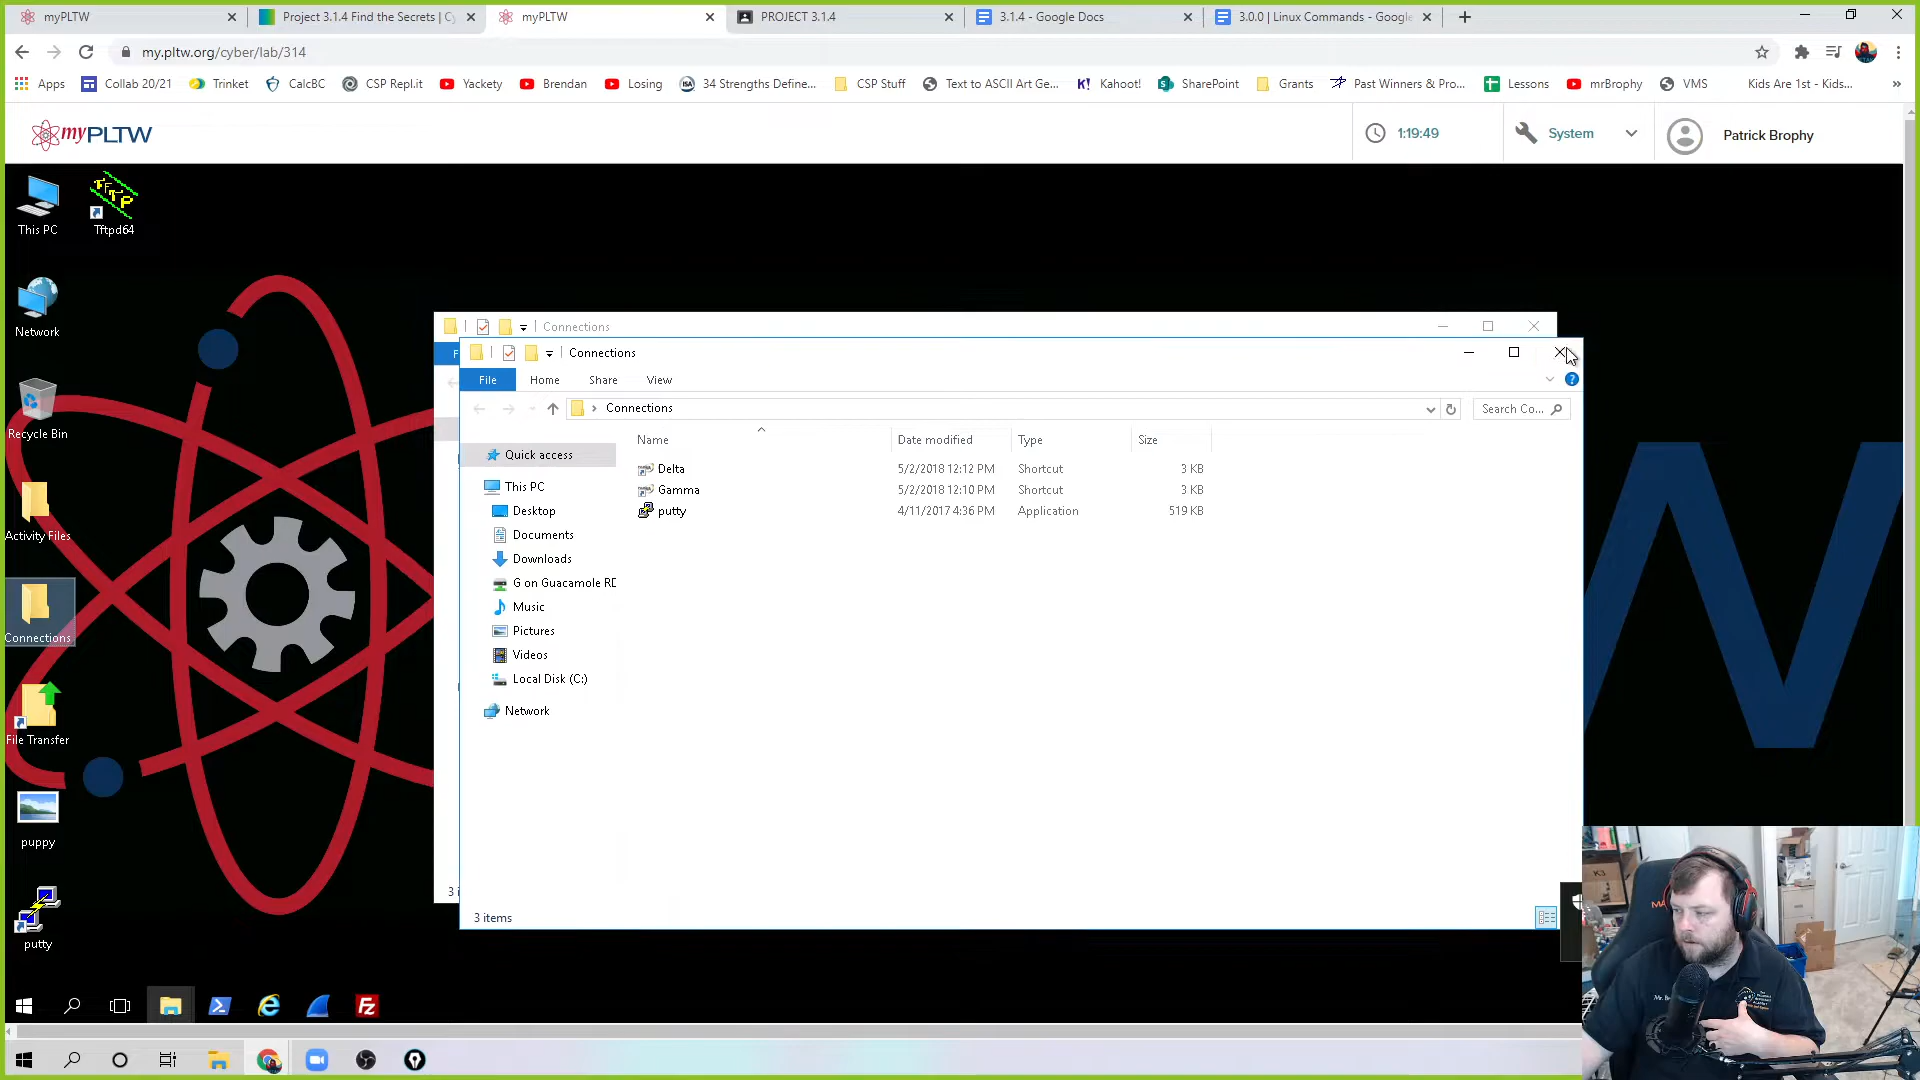 myPLTW
Project 3.1.4 Find the Secrets | Cy
myPLTW
PROJECT 3.1.4
3.1.4 - Google Docs
3.0.0 | Linux Commands - Google
my.pltw.org/cyber/lab/314
Apps
Collab 20/21
Trinket
CalcBC
CSP Repl.it
Yackety
Brendan
Losing
34 Strengths Define...
CSP Stuff
Text to ASCII Art Ge...
Kahoot!
SharePoint
Grants
Past Winners & Pro...
Lessons
mrBrophy
VMS
Kids Are 1st - Kids...
myPLTW
1:19:49
System
Patrick Brophy
This PC
Tftpd64
Network
Recycle Bin
Activity Files
Connections
File Transfer
puppy
putty
Connections
Connections
File
Home
Share
View
Connections
Search Co...
Name
Date modified
Type
Size
Delta
5/2/2018 12:12 PM
Shortcut
3 KB
Gamma
5/2/2018 12:10 PM
Shortcut
3 KB
putty
4/11/2017 4:36 PM
Application
519 KB
Quick access
This PC
Desktop
Documents
Downloads
G on Guacamole RD
Music
Pictures
Videos
Local Disk (C:)
Network
3 i
3 items